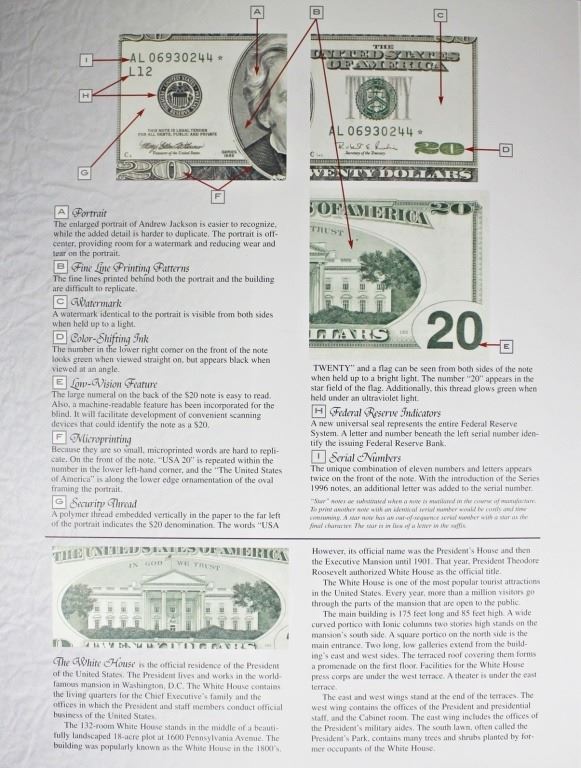 A
B
C
I
H
G
F
D
E
AL 06930244 *
L12
THIS NOTE IS LEGAL TENDER
FOR ALL DEBTS, PUBLIC AND PRIVATE
Treasurer of the United States.
SERIES
1996
20
THE
UNITED STATES
OF AMERICA
TWENTY
AL 06930244 *
Secretary of the Treasury.
20
WENTY DOLLARS
S OF AMERICA 20
TRUST
LLARS
20
A Portrait
The enlarged portrait of Andrew Jackson is easier to recognize,
while the added detail is harder to duplicate. The portrait is off-
center, providing room for a watermark and reducing wear and
tear on the portrait.
B Fine Line Printing Patterns
The fine lines printed behind both the portrait and the building
are difficult to replicate.
C Watermark
A watermark identical to the portrait is visible from both sides
when held up to a light.
D Color-Shifting Ink
The number in the lower right corner on the front of the note
looks green when viewed straight on, but appears black when
viewed at an angle.
E Low-Vision Feature
The large numeral on the back of the $20 note is easy to read.
Also, a machine-readable feature has been incorporated for the
blind. It will facilitate development of convenient scanning
devices that could identify the note as a $20.
F Microprinting
Because they are so small, microprinted words are hard to repli-
cate. On the front of the note, "USA 20" is repeated within the
number in the lower left-hand corner, and the "The United States
of America" is along the lower edge ornamentation of the oval
framing the portrait.
G Security Thread
A polymer thread embedded vertically in the paper to the far left
of the portrait indicates the $20 denomination. The words "USA
TWENTY" and a flag can be seen from both sides of the note
when held up to a bright light. The number "20" appears in the
star field of the flag. Additionally, this thread glows green when
held under an ultraviolet light.
H Federal Reserve Indicators
A new universal seal represents the entire Federal Reserve
System. A letter and number beneath the left serial number iden-
tify the issuing Federal Reserve Bank.
I Serial Numbers
The unique combination of eleven numbers and letters appears
twice on the front of the note. With the introduction of the Series
1996 notes, an additional letter was added to the serial number.
"Star" notes are substituted when a note is mutilated in the course of manufacture.
To print another note with an identical serial number would be costly and time
consuming. A star note has an out-of-sequence serial number with a star as the
final character. The star is in lieu of a letter in the suffix.
THE UNITED STATES OF AMERICA
IN GOD WE TRUST
TWENTY DOLLARS
The White House is the official residence of the President
of the United States. The President lives and works in the world-
famous mansion in Washington, D.C. The White House contains
the living quarters for the Chief Executive's family and the
offices in which the President and staff members conduct official
business of the United States.
The 132-room White House stands in the middle of a beauti-
fully landscaped 18-acre plot at 1600 Pennsylvania Avenue. The
building was popularly known as the White House in the 1800's.
However, its official name was the President's House and then
the Executive Mansion until 1901. That year, President Theodore
Roosevelt authorized White House as the official title.
The White House is one of the most popular tourist attractions
in the United States. Every year, more than a million visitors go
through the parts of the mansion that are open to the public.
The main building is 175 feet long and 85 feet high. A wide
curved portico with Ionic columns two stories high stands on the
mansion's south side. A square portico on the north side is the
main entrance. Two long, low galleries extend from the build-
ing's east and west sides. The terraced roof covering them forms
a promenade on the first floor. Facilities for the White House
press corps are under the west terrace. A theater is under the east
terrace.
The east and west wings stand at the end of the terraces. The
west wing contains the offices of the President and presidential
staff, and the Cabinet room. The east wing includes the offices of
the President's military aides. The south lawn, often called the
President's Park, contains many trees and shrubs planted by for-
mer occupants of the White House.